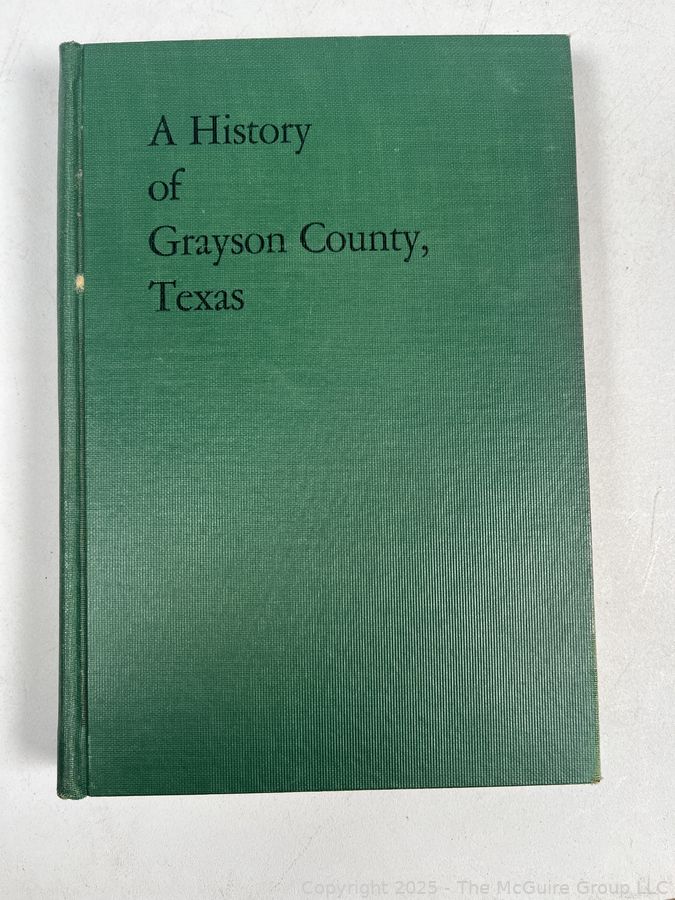 A History
of
Grayson County,
Texas
Copyright 2025 - The McGuire Group LLC